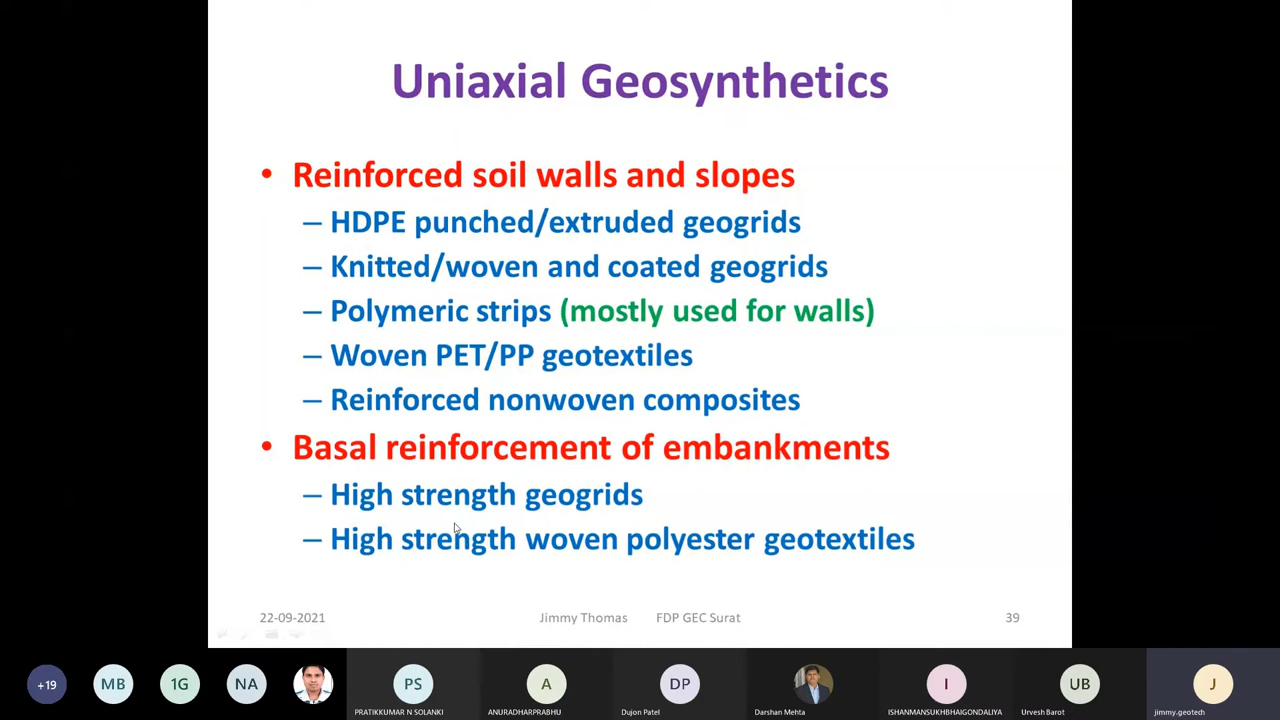 Uniaxial Geosynthetics
• Reinforced soil walls and slopes
– HDPE punched/extruded geogrids
– Knitted/woven and coated geogrids
– Polymeric strips (mostly used for walls)
– Woven PET/PP geotextiles
– Reinforced nonwoven composites
• Basal reinforcement of embankments
– High strength geogrids
– High strength woven polyester geotextiles
22-09-2021 Jimmy Thomas FDP GEC Surat 39
+19 MB 1G NA PS A DP I UB J
PRATIKKUMAR N SOLANKI ANURADHARPRABHU Dujon Patel Darshan Mehta ISHANMANSUKHBHAIGONDALIYA Urvesh Barot jimmy.geotech